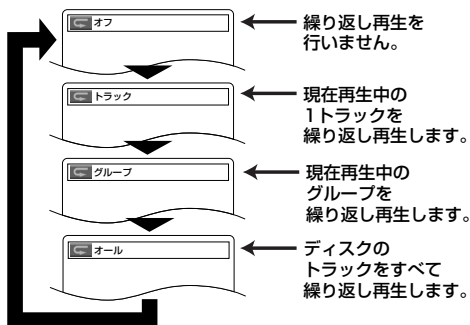 オフ
繰り返し再生を
行いません。
トラック
現在再生中の
1トラックを
繰り返し再生します。
グループ
現在再生中の
グループを
繰り返し再生します。
オール
ディスクの
トラックをすべて
繰り返し再生します。